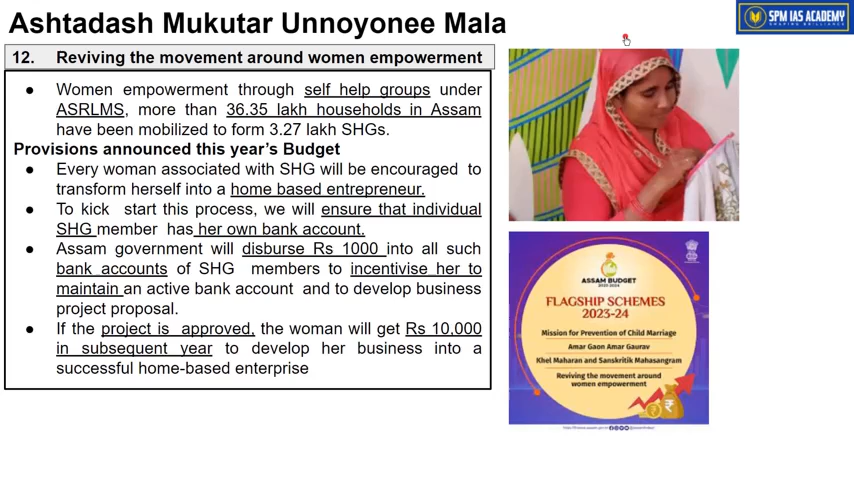 Ashtadash Mukutar Unnoyonee Mala
SPM IAS ACADEMY
SHAPING BRILLIANCE
12. Reviving the movement around women empowerment
● Women empowerment through self help groups under
ASRLMS, more than 36.35 lakh households in Assam
have been mobilized to form 3.27 lakh SHGs.
Provisions announced this year's Budget
● Every woman associated with SHG will be encouraged to
transform herself into a home based entrepreneur.
● To kick start this process, we will ensure that individual
SHG member has her own bank account.
● Assam government will disburse Rs 1000 into all such
bank accounts of SHG members to incentivise her to
maintain an active bank account and to develop business
project proposal.
● If the project is approved, the woman will get Rs 10,000
in subsequent year to develop her business into a
successful home-based enterprise
ASSAM BUDGET
2023-2024
FLAGSHIP SCHEMES
2023-24
Mission for Prevention of Child Marriage
Amar Gaon Amar Gaurav
Khel Maharan and Sanskritik Mahasangram
Reviving the movement around
women empowerment